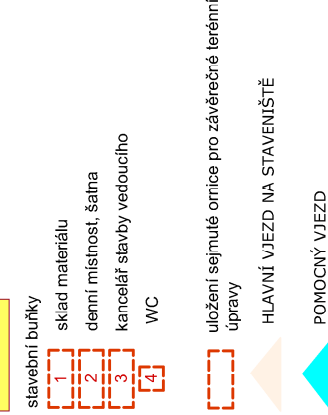 stavební buňky
1 sklad materiálu
2 denní místnost, šatna
3 kancelář stavby vedoucího
4 WC
uložení sejmuté ornice pro závěrečné terénní
úpravy
HLAVNÍ VJEZD NA STAVENIŠTĚ
POMOCNÝ VJEZD